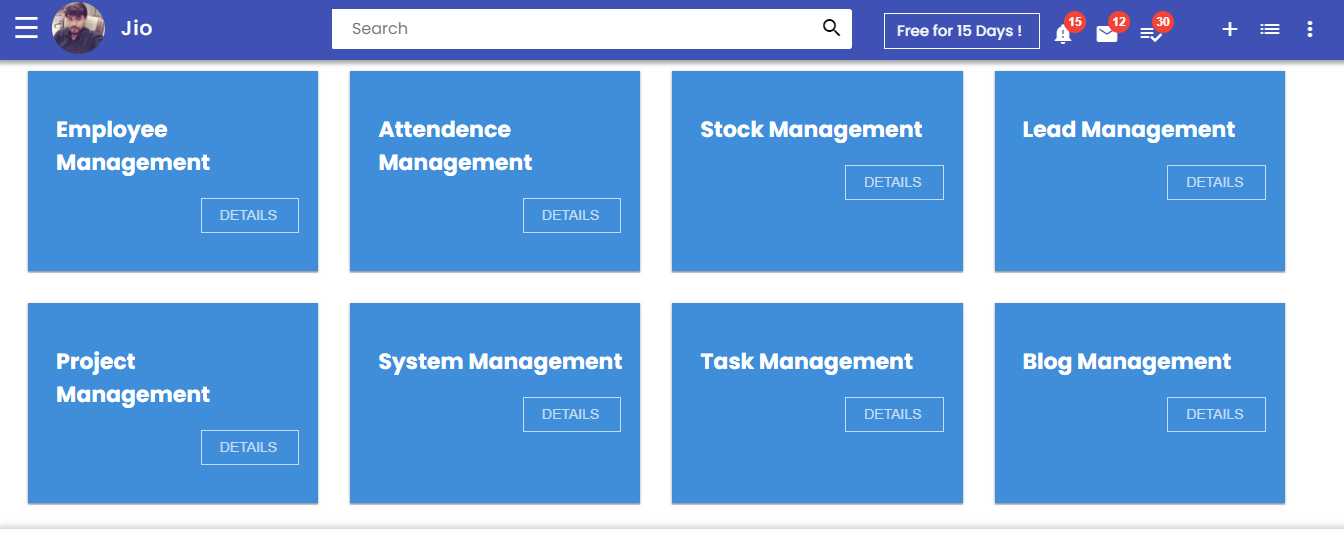 Jio
Search
Free for 15 Days !
15
12
30
Employee
Management
DETAILS
Attendence
Management
DETAILS
Stock Management
DETAILS
Lead Management
DETAILS
Project
Management
DETAILS
System Management
DETAILS
Task Management
DETAILS
Blog Management
DETAILS